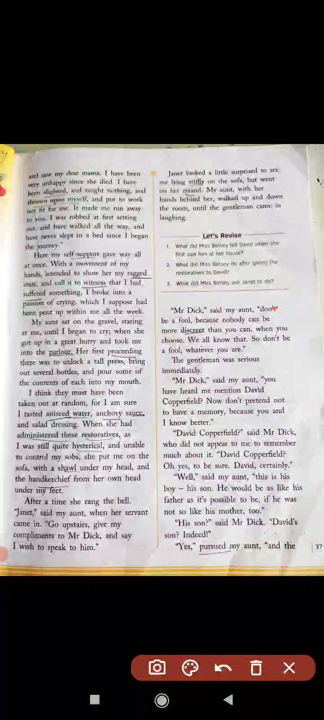 and saw my dear mama. I have been
very unhappy since she died. I have
been slighted, and taught nothing, and
thrown upon myself, and put to work
not fit for me. It made me run away
to you. I was robbed at first setting
out, and have walked all the way, and
have never slept in a bed since I began
the journey."
Here my self-support gave way all
at once. With a movement of my
hands, intended to show her my ragged
state, and call it to witness that I had
suffered something, I broke into a
passion of crying, which I suppose had
been pent up within me all the week.
My aunt sat on the gravel, staring
at me, until I began to cry; when she
got up in a great hurry and took me
into the parlour. Her first proceeding
there was to unlock a tall press, bring
out several bottles, and pour some of
the contents of each into my mouth.
I think they must have been
taken out at random, for I am sure
I tasted aniseed water, anchovy sauce,
and salad dressing. When she had
administered these restoratives, as
I was still quite hysterical, and unable
to control my sobs, she put me on the
sofa, with a shawl under my head, and
the handkerchief from her own head
under my feet.
After a time she rang the bell.
"Janet," said my aunt, when her servant
came in. "Go upstairs, give my
compliments to Mr Dick, and say
I wish to speak to him."
Janet looked a little surprised to see
me lying stiffly on the sofa, but went
on her errand. My aunt, with her
hands behind her, walked up and down
the room, until the gentleman came in
laughing.
Let's Revise
1. What did Miss Betsey tell David when she
first saw him at her house?
2. What did Miss Betsey do after giving the
restoratives to David?
3. What did Miss Betsey ask Janet to do?
"Mr Dick," said my aunt, "don't
be a fool, because nobody can be
more discreet than you can, when you
choose. We all know that. So don't be
a fool, whatever you are."
The gentleman was serious
immediately.
"Mr Dick," said my aunt, "you
have heard me mention David
Copperfield? Now don't pretend not
to have a memory, because you and
I know better."
"David Copperfield?" said Mr Dick,
who did not appear to me to remember
much about it. "David Copperfield?
Oh yes, to be sure. David, certainly."
"Well," said my aunt, "this is his
boy – his son. He would be as like his
father as it's possible to be, if he was
not so like his mother, too."
"His son?" said Mr Dick. "David's
son? Indeed!"
"Yes," pursued my aunt, "and the
37